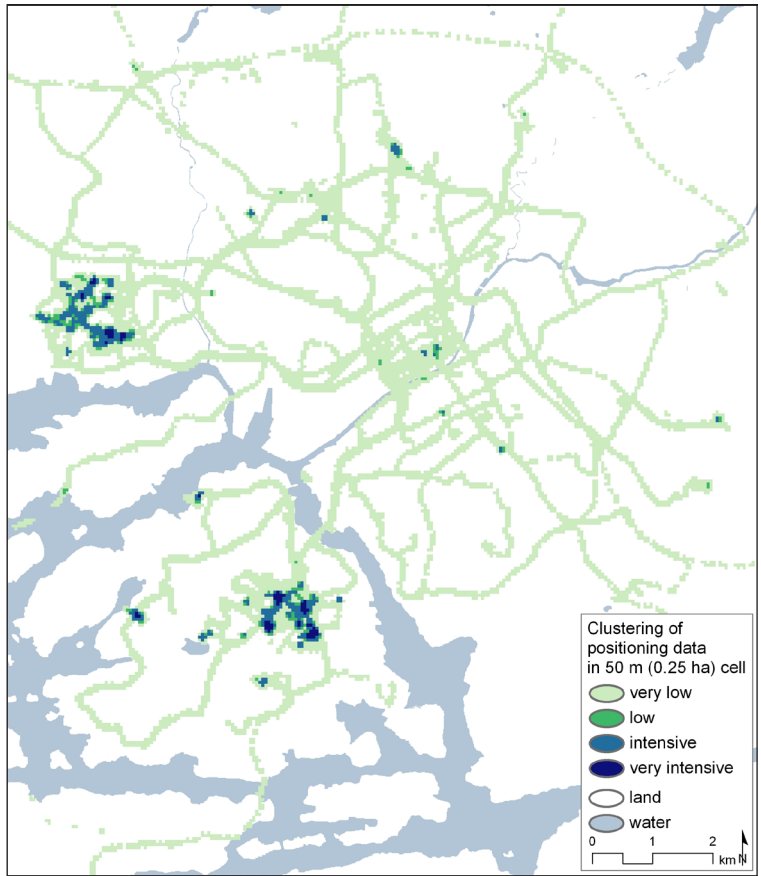 Clustering of
positioning data
in 50 m (0.25 ha) cell
very low
low
intensive
very intensive
land
water
0 1 2
km N